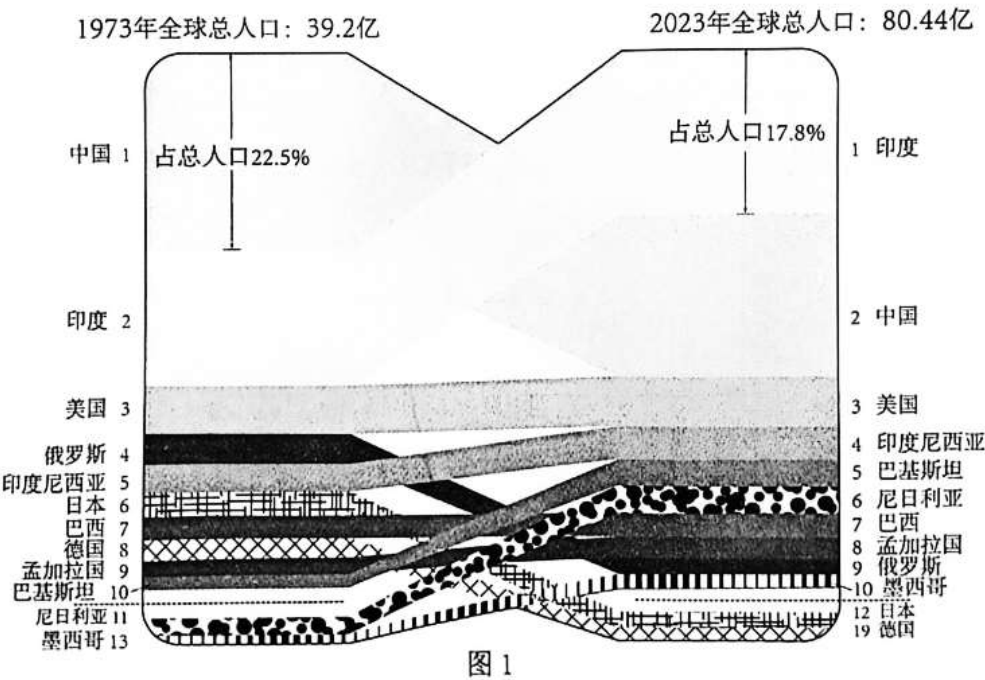 1973年全球总人口：39.2亿
2023年全球总人口：80.44亿
占总人口22.5%
占总人口17.8%
中国 1
印度 2
美国 3
俄罗斯 4
印度尼西亚 5
日本 6
巴西 7
德国 8
孟加拉国 9
巴基斯坦 10
尼日利亚 11
墨西哥 13
1 印度
2 中国
3 美国
4 印度尼西亚
5 巴基斯坦
6 尼日利亚
7 巴西
8 孟加拉国
9 俄罗斯
10 墨西哥
12 日本
19 德国
图1